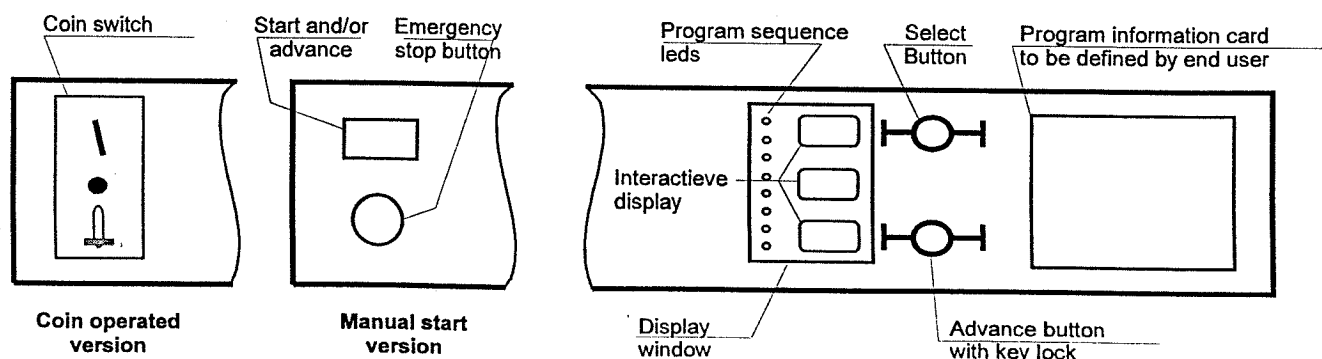 Coin switch
Start and/or
advance
Emergency
stop button
Program sequence
leds
Select
Button
Program information card
to be defined by end user
Interactieve
display
Coin operated
version
Manual start
version
Display
window
Advance button
with key lock